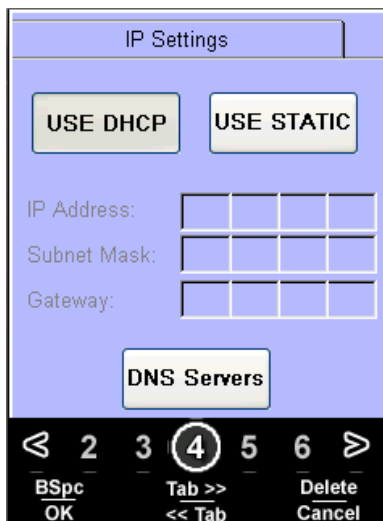 IP Settings
USE DHCP USE STATIC
IP Address:
Subnet Mask:
Gateway:
DNS Servers
< 2 3 4 5 6 >
BSpc Tab >> Delete
OK << Tab Cancel